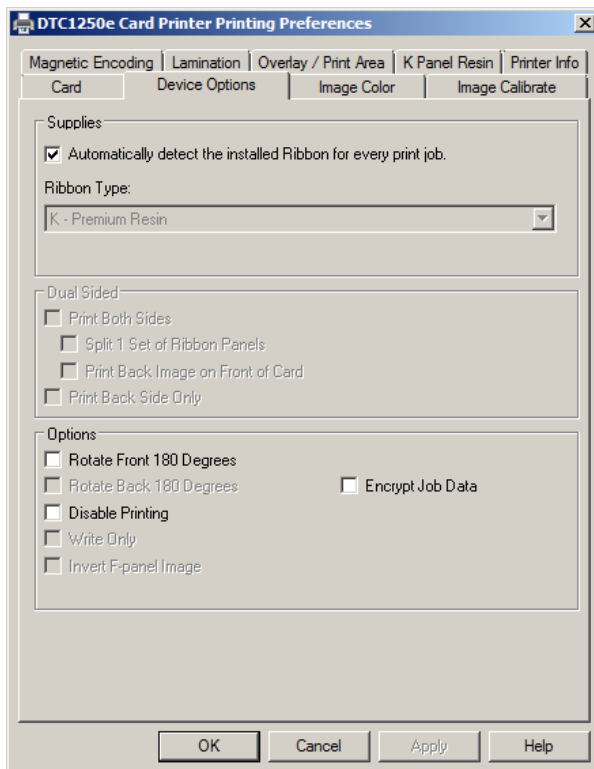 DTC1250e Card Printer Printing Preferences
Magnetic Encoding Lamination Overlay / Print Area K Panel Resin Printer Info
Card Device Options Image Color Image Calibrate
Supplies
Automatically detect the installed Ribbon for every print job.
Ribbon Type:
K - Premium Resin
Dual Sided
Print Both Sides
Split 1 Set of Ribbon Panels
Print Back Image on Front of Card
Print Back Side Only
Options
Rotate Front 180 Degrees
Rotate Back 180 Degrees Encrypt Job Data
Disable Printing
Write Only
Invert F-panel Image
OK Cancel Apply Help